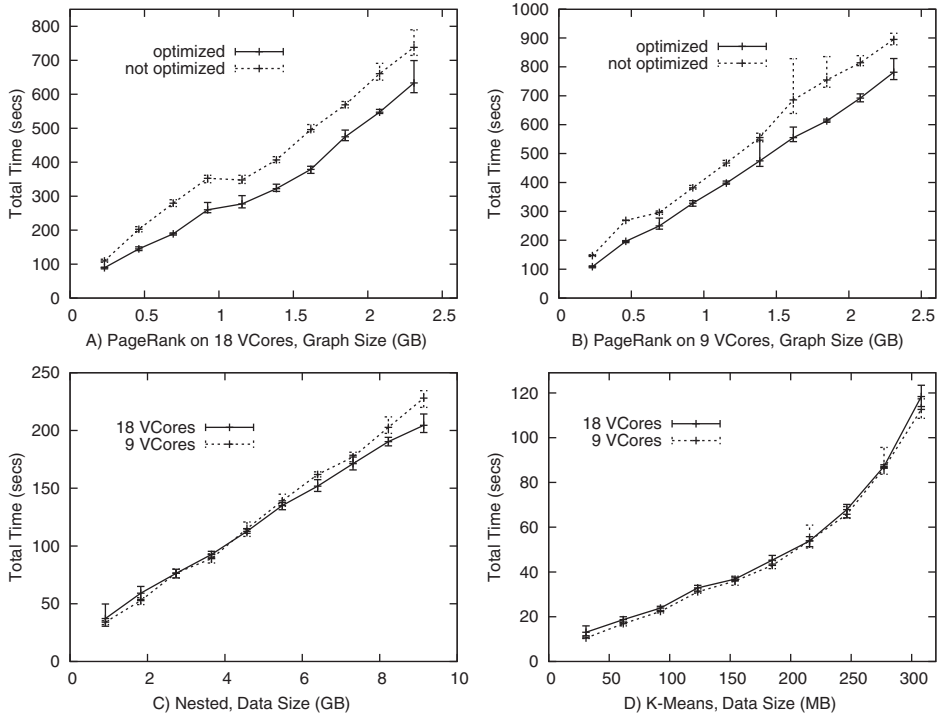 800
700
600
500
400
300
200
100
0
Total Time (secs)
optimized
not optimized
0 0.5 1 1.5 2 2.5
A) PageRank on 18 VCores, Graph Size (GB)
1000
900
800
700
600
500
400
300
200
100
0
Total Time (secs)
optimized
not optimized
0 0.5 1 1.5 2 2.5
B) PageRank on 9 VCores, Graph Size (GB)
250
200
150
100
50
0
Total Time (secs)
18 VCores
9 VCores
0 2 4 6 8 10
C) Nested, Data Size (GB)
120
100
80
60
40
20
0
Total Time (secs)
18 VCores
9 VCores
0 50 100 150 200 250 300
D) K-Means, Data Size (MB)